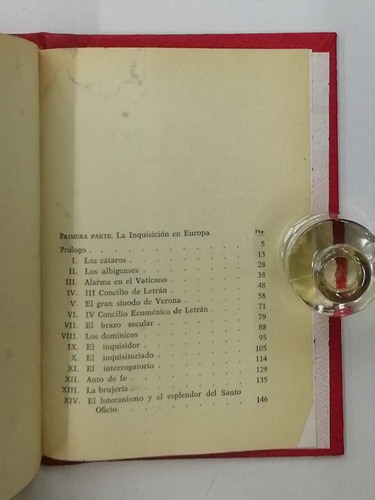 PRIMERA PARTE. La Inquisición en Europa Pág.
Prólogo . . . . . . . . . 5
I. Los cátaros . . . . . . . . 13
II. Los albigenses . . . . . . . 28
III. Alarma en el Vaticano . . . . . . 38
IV. III Concilio de Letrán . . . . . . 48
V. El gran sínodo de Verona . . . . . 58
VI. IV Concilio Ecuménico de Letrán . . . . 71
VII. El brazo secular . . . . . . . 79
VIII. Los dominicos . . . . . . . 88
IX. El inquisidor . . . . . . . 95
X. El inquisitoriado . . . . . . . 105
XI. El interrogatorio . . . . . . . 114
XII. Auto de fe . . . . . . . . 129
XIII. La brujería . . . . . . . . 135
XIV. El luteranismo y el esplendor del Santo
Oficio . . . . . . . . . 146